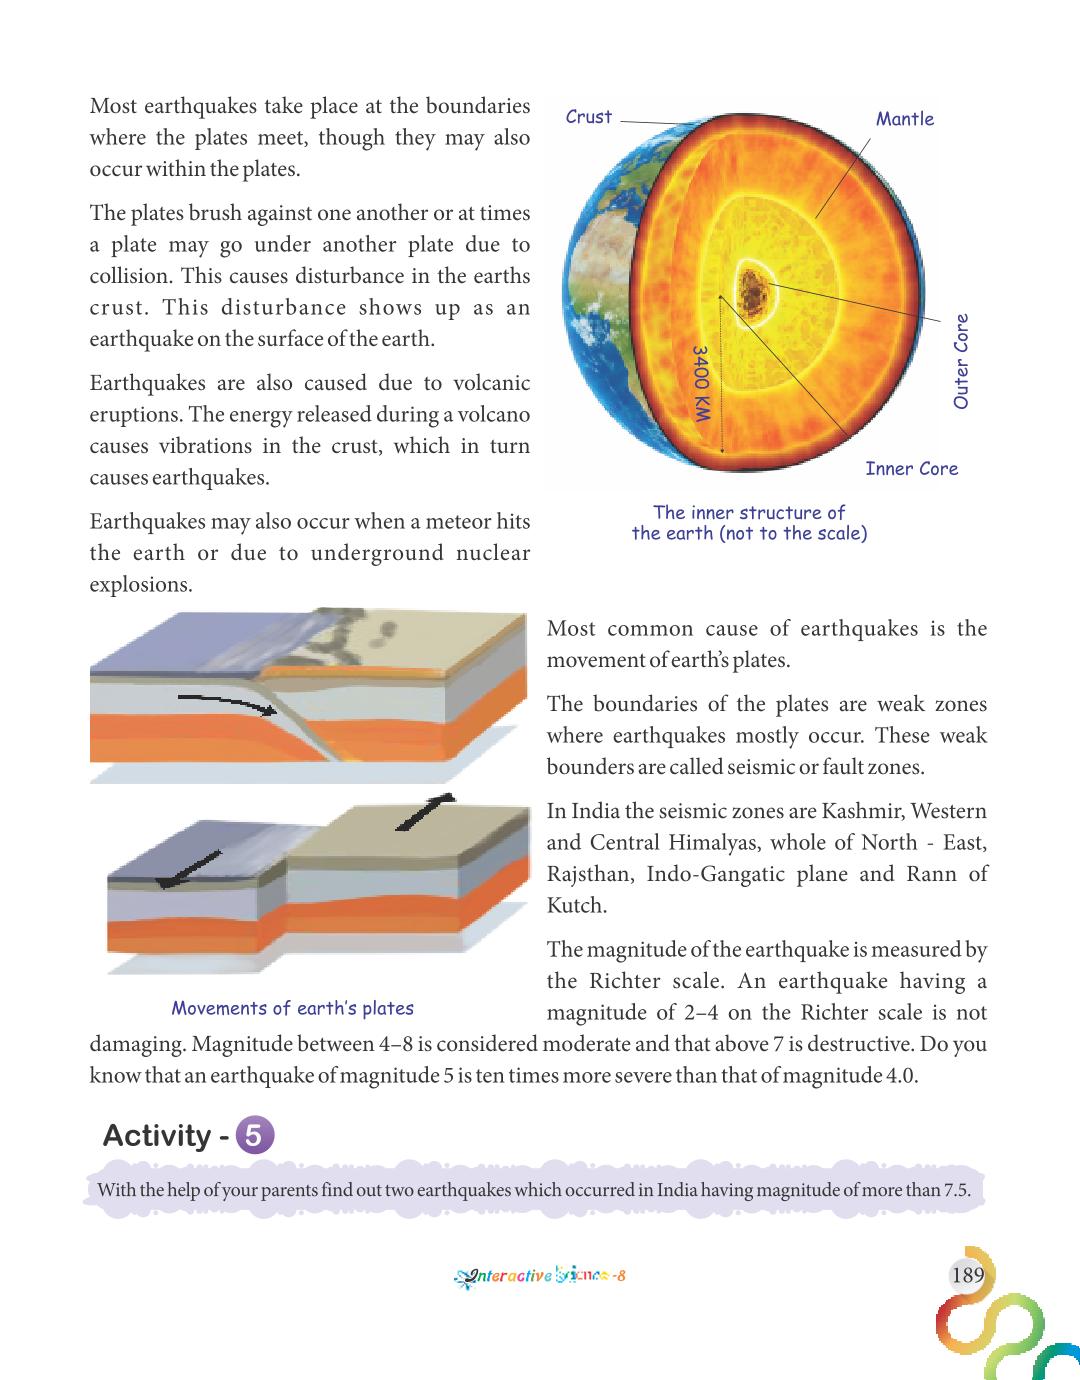 Most earthquakes take place at the boundaries
where the plates meet, though they may also
occur within the plates.
The plates brush against one another or at times
a plate may go under another plate due to
collision. This causes disturbance in the earths
crust. This disturbance shows up as an
earthquake on the surface of the earth.
Earthquakes are also caused due to volcanic
eruptions. The energy released during a volcano
causes vibrations in the crust, which in turn
causes earthquakes.
Earthquakes may also occur when a meteor hits
the earth or due to underground nuclear
explosions.
Crust
Mantle
Outer Core
3400 KM
Inner Core
The inner structure of
the earth (not to the scale)
Movements of earth's plates
Most common cause of earthquakes is the
movement of earth's plates.
The boundaries of the plates are weak zones
where earthquakes mostly occur. These weak
bounders are called seismic or fault zones.
In India the seismic zones are Kashmir, Western
and Central Himalyas, whole of North - East,
Rajsthan, Indo-Gangatic plane and Rann of
Kutch.
The magnitude of the earthquake is measured by
the Richter scale. An earthquake having a
magnitude of 2–4 on the Richter scale is not
damaging. Magnitude between 4–8 is considered moderate and that above 7 is destructive. Do you
know that an earthquake of magnitude 5 is ten times more severe than that of magnitude 4.0.
Activity - 5
With the help of your parents find out two earthquakes which occurred in India having magnitude of more than 7.5.
Interactive Science-8
189